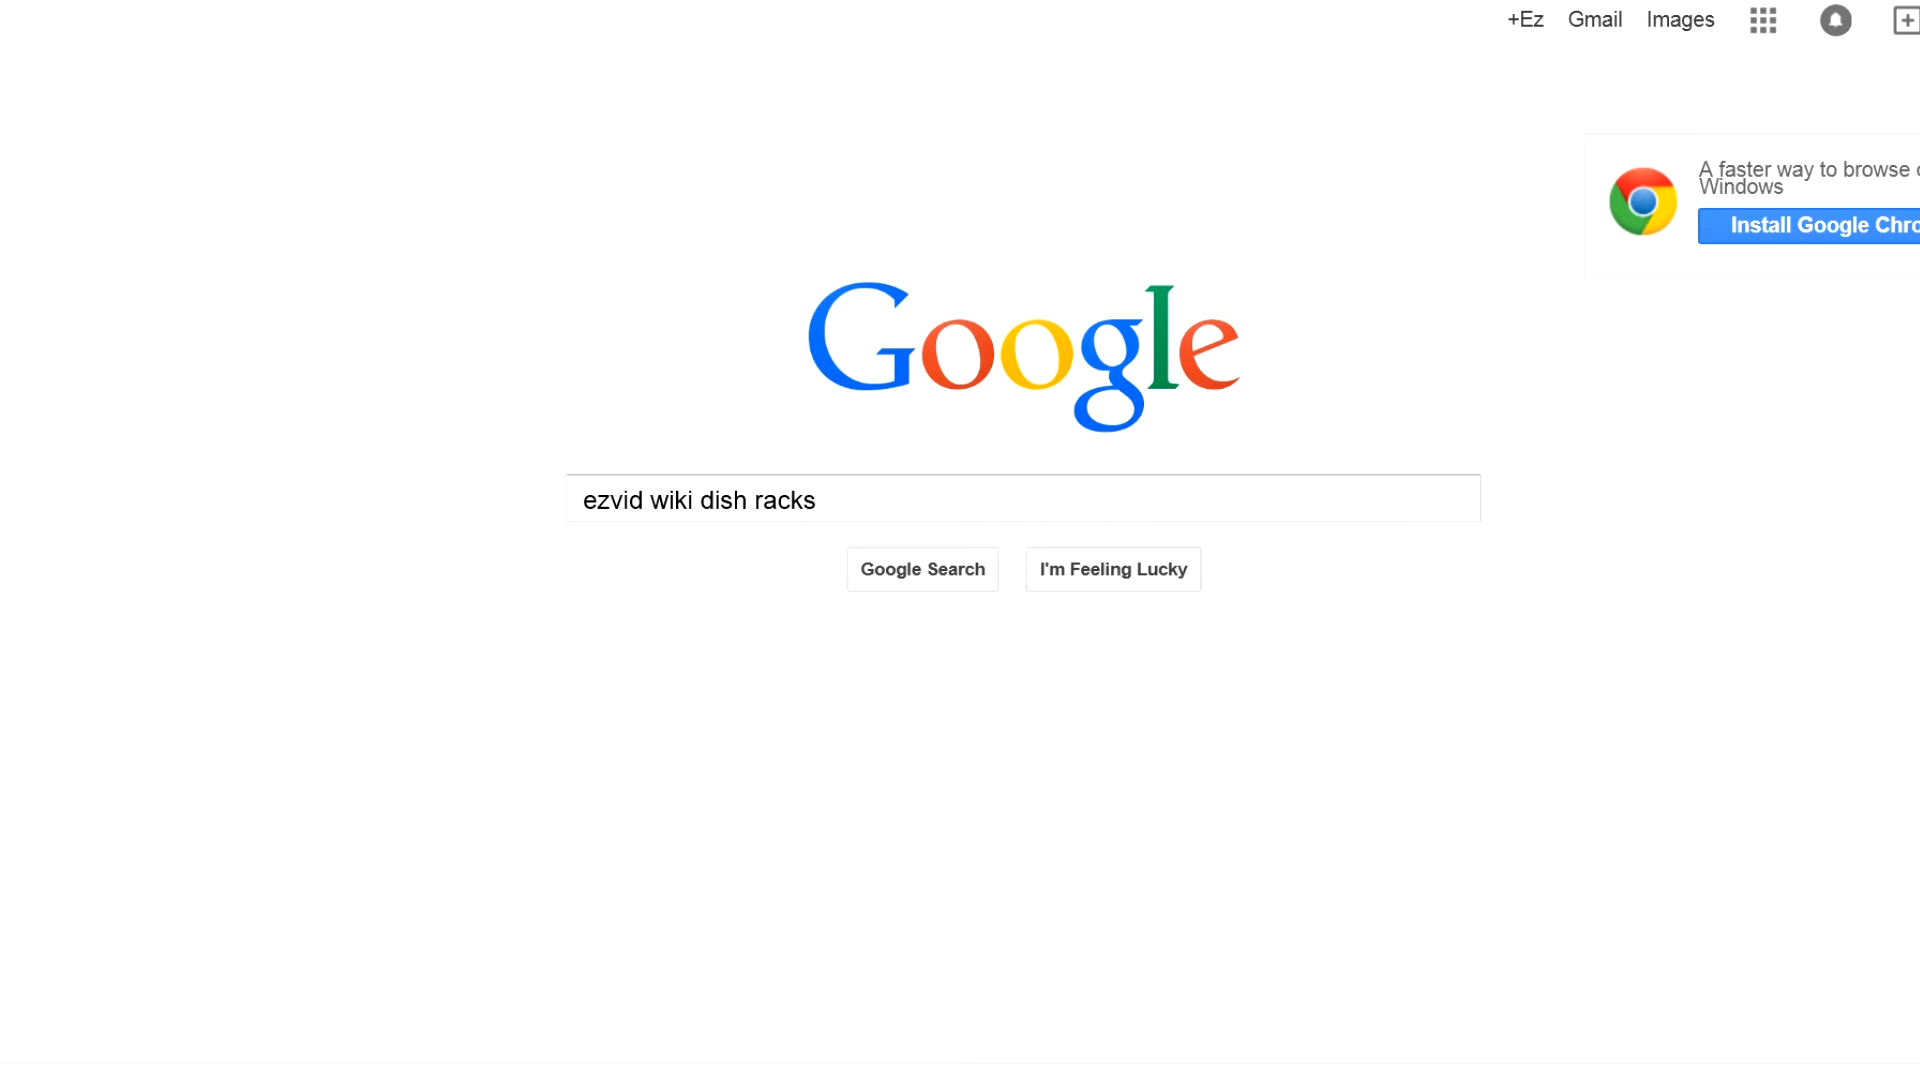 +Ez Gmail Images
A faster way to browse
Windows
Install Google
Google
ezvid wiki dish racks
Google Search I'm Feeling Lucky